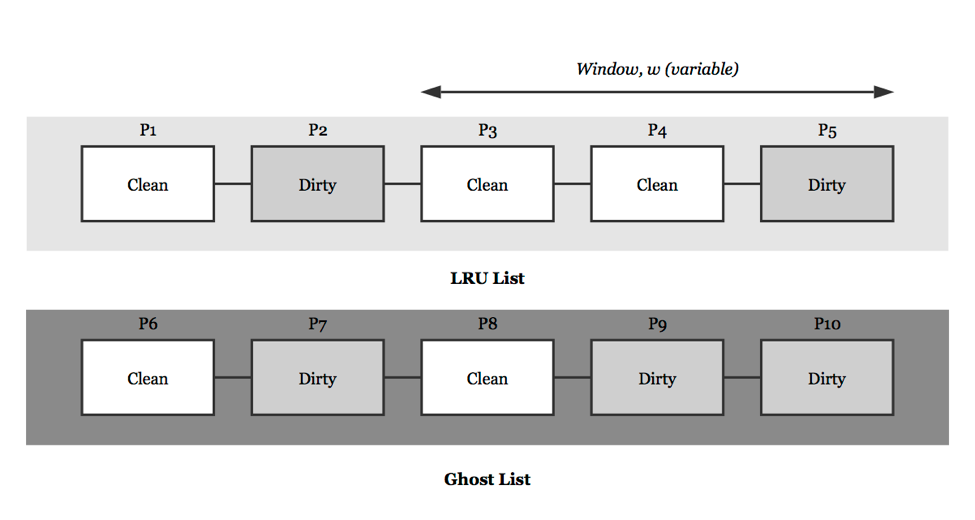 Window, w (variable)
P1 P2 P3 P4 P5
Clean Dirty Clean Clean Dirty
LRU List
P6 P7 P8 P9 P10
Clean Dirty Clean Dirty Dirty
Ghost List